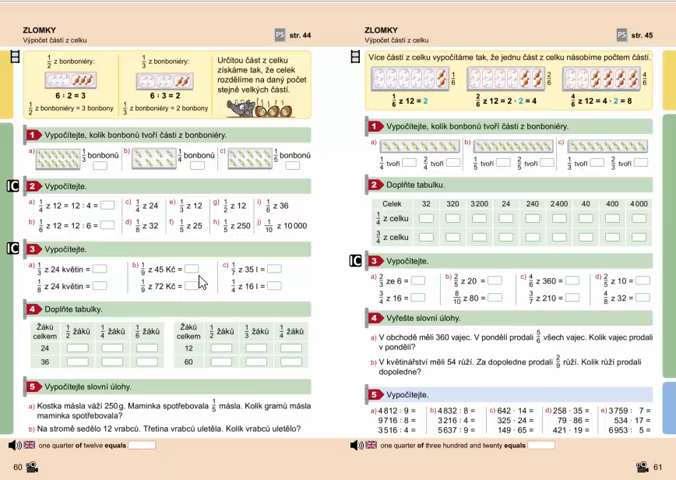 ZLOMKY
Výpočet části z celku
PS str. 44
1/2 z bonboniéry:
6 : 2 = 3
1/2 z bonboniéry = 3 bonbony
1/3 z bonboniéry:
6 : 3 = 2
1/3 z bonboniéry = 2 bonbony
Určitou část z celku
získáme tak, že celek
rozdělíme na daný počet
stejně velkých částí.
1 Vypočítejte, kolik bonbonů tvoří části z bonboniéry.
a) 1/3 bonbonů b) 1/4 bonbonů c) 1/5 bonbonů
IC 2 Vypočítejte.
a) 1/4 z 12 = 12 : 4 = c) 1/4 z 24 e) 1/3 z 12 g) 1/2 z 12 i) 1/6 z 36
b) 1/6 z 12 = 12 : 6 = d) 1/8 z 32 f) 1/5 z 25 h) 1/5 z 250 j) 1/10 z 10 000
IC 3 Vypočítejte.
a) 1/3 z 24 květin = b) 1/9 z 45 Kč = c) 1/7 z 35 l =
1/8 z 24 květin = 1/9 z 72 Kč = 1/4 z 16 l =
4 Doplňte tabulky.
Žáků celkem 1/2 žáků 1/4 žáků 1/6 žáků
24
36
Žáků celkem 1/2 žáků 1/3 žáků 1/4 žáků
12
60
5 Vypočítejte slovní úlohy.
a) Kostka másla váží 250 g. Maminka spotřebovala 1/5 másla. Kolik gramů másla
maminka spotřebovala?
b) Na stromě sedělo 12 vrabců. Třetina vrabců uletěla. Kolik vrabců uletělo?
one quarter of twelve equals
60
ZLOMKY
Výpočet části z celku
PS str. 45
Více částí z celku vypočítáme tak, že jednu část z celku násobíme počtem částí.
1/6 2/6 4/6
1/6 z 12 = 2 2/6 z 12 = 2 · 2 = 4 4/6 z 12 = 4 · 2 = 8
1 Vypočítejte, kolik bonbonů tvoří části z bonboniéry.
a) b) c)
1/4 tvoří 2/4 tvoří 1/5 tvoří 2/5 tvoří 1/3 tvoří 2/3 tvoří
2 Doplňte tabulku.
Celek 32 320 3 200 24 240 2 400 40 400 4 000
1/4 z celku
3/4 z celku
IC 3 Vypočítejte.
a) 2/3 ze 6 = b) 2/5 z 20 = c) 4/6 z 360 = d) 2/5 z 10 =
3/4 z 16 = 8/10 z 80 = 3/7 z 210 = 4/8 z 32 =
4 Vyřešte slovní úlohy.
a) V obchodě měli 360 vajec. V pondělí prodali 5/6 všech vajec. Kolik vajec prodali
v pondělí?
b) V květinářství měli 54 růží. Za dopoledne prodali 2/9 růží. Kolik růží prodali
dopoledne?
5 Vypočítejte.
a) 4 812 : 9 = b) 4 832 : 8 = c) 642 · 14 = d) 258 · 35 = e) 3 759 : 7 =
9 716 : 8 = 3 216 : 4 = 325 · 24 = 79 · 86 = 534 · 17 =
3 516 : 4 = 5 637 : 9 = 149 · 65 = 421 · 19 = 6 953 : 5 =
one quarter of three hundred and twenty equals
61